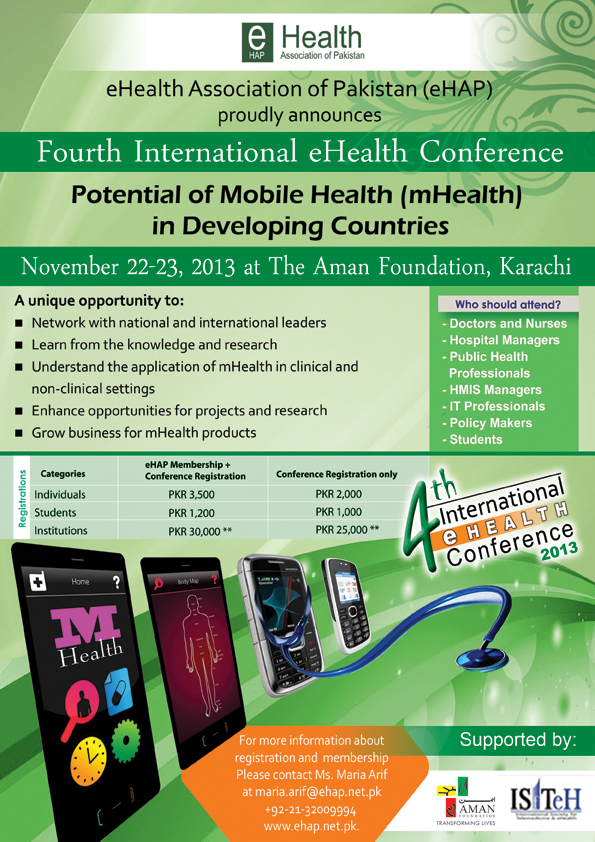 e Health
HAP Association of Pakistan
eHealth Association of Pakistan (eHAP)
proudly announces
Fourth International eHealth Conference
Potential of Mobile Health (mHealth)
in Developing Countries
November 22-23, 2013 at The Aman Foundation, Karachi
A unique opportunity to:
■ Network with national and international leaders
■ Learn from the knowledge and research
■ Understand the application of mHealth in clinical and
non-clinical settings
■ Enhance opportunities for projects and research
■ Grow business for mHealth products
Who should attend?
- Doctors and Nurses
- Hospital Managers
- Public Health
Professionals
- HMIS Managers
- IT Professionals
- Policy Makers
- Students
Registrations
Categories eHAP Membership + Conference Registration only
Conference Registration
Individuals PKR 3,500 PKR 2,000
Students PKR 1,200 PKR 1,000
Institutions PKR 30,000 ** PKR 25,000 **
4th
International
e HEALTH
Conference
2013
Home ?
M
Health
Body Map ?
For more information about
registration and membership
Please contact Ms. Maria Arif
at maria.arif@ehap.net.pk
+92-21-32009994
www.ehap.net.pk.
Supported by:
AMAN
FOUNDATION
TRANSFORMING LIVES
ISfTeH
International Society for
Telemedicine & eHealth